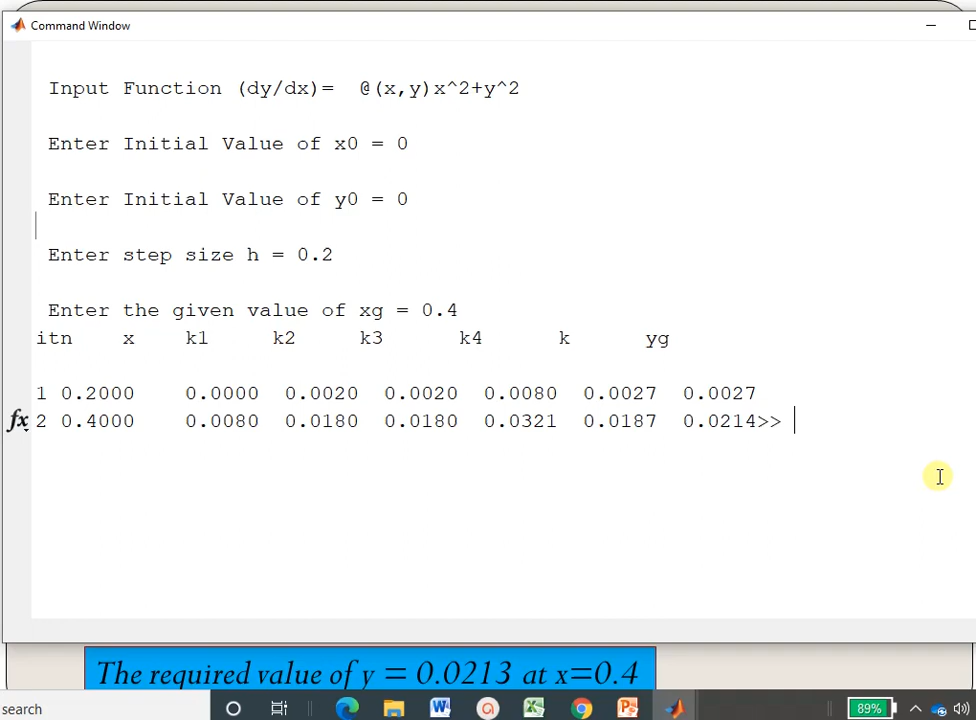 Command Window
Input Function (dy/dx)= @(x,y)x^2+y^2
Enter Initial Value of x0 = 0
Enter Initial Value of y0 = 0
Enter step size h = 0.2
Enter the given value of xg = 0.4
itn x k1 k2 k3 k4 k yg
1 0.2000 0.0000 0.0020 0.0020 0.0080 0.0027 0.0027
fx 2 0.4000 0.0080 0.0180 0.0180 0.0321 0.0187 0.0214>>
The required value of y = 0.0213 at x=0.4
search 89%